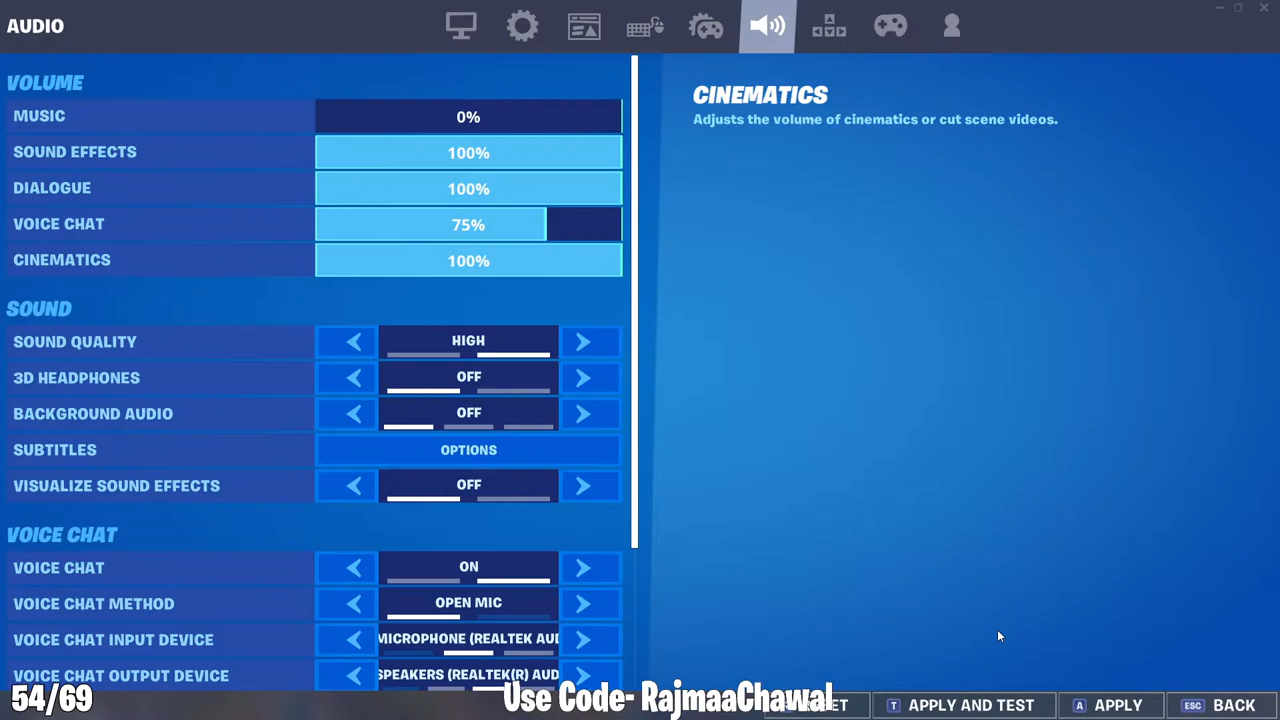 AUDIO
VOLUME
MUSIC 0%
SOUND EFFECTS 100%
DIALOGUE 100%
VOICE CHAT 75%
CINEMATICS 100%
SOUND
SOUND QUALITY HIGH
3D HEADPHONES OFF
BACKGROUND AUDIO OFF
SUBTITLES OPTIONS
VISUALIZE SOUND EFFECTS OFF
VOICE CHAT
VOICE CHAT ON
VOICE CHAT METHOD OPEN MIC
VOICE CHAT INPUT DEVICE MICROPHONE (REALTEK AUD
VOICE CHAT OUTPUT DEVICE SPEAKERS (REALTEK(R) AUD
CINEMATICS
Adjusts the volume of cinematics or cut scene videos.
54/69
Use Code- RajmaaChawal
T APPLY AND TEST A APPLY ESC BACK